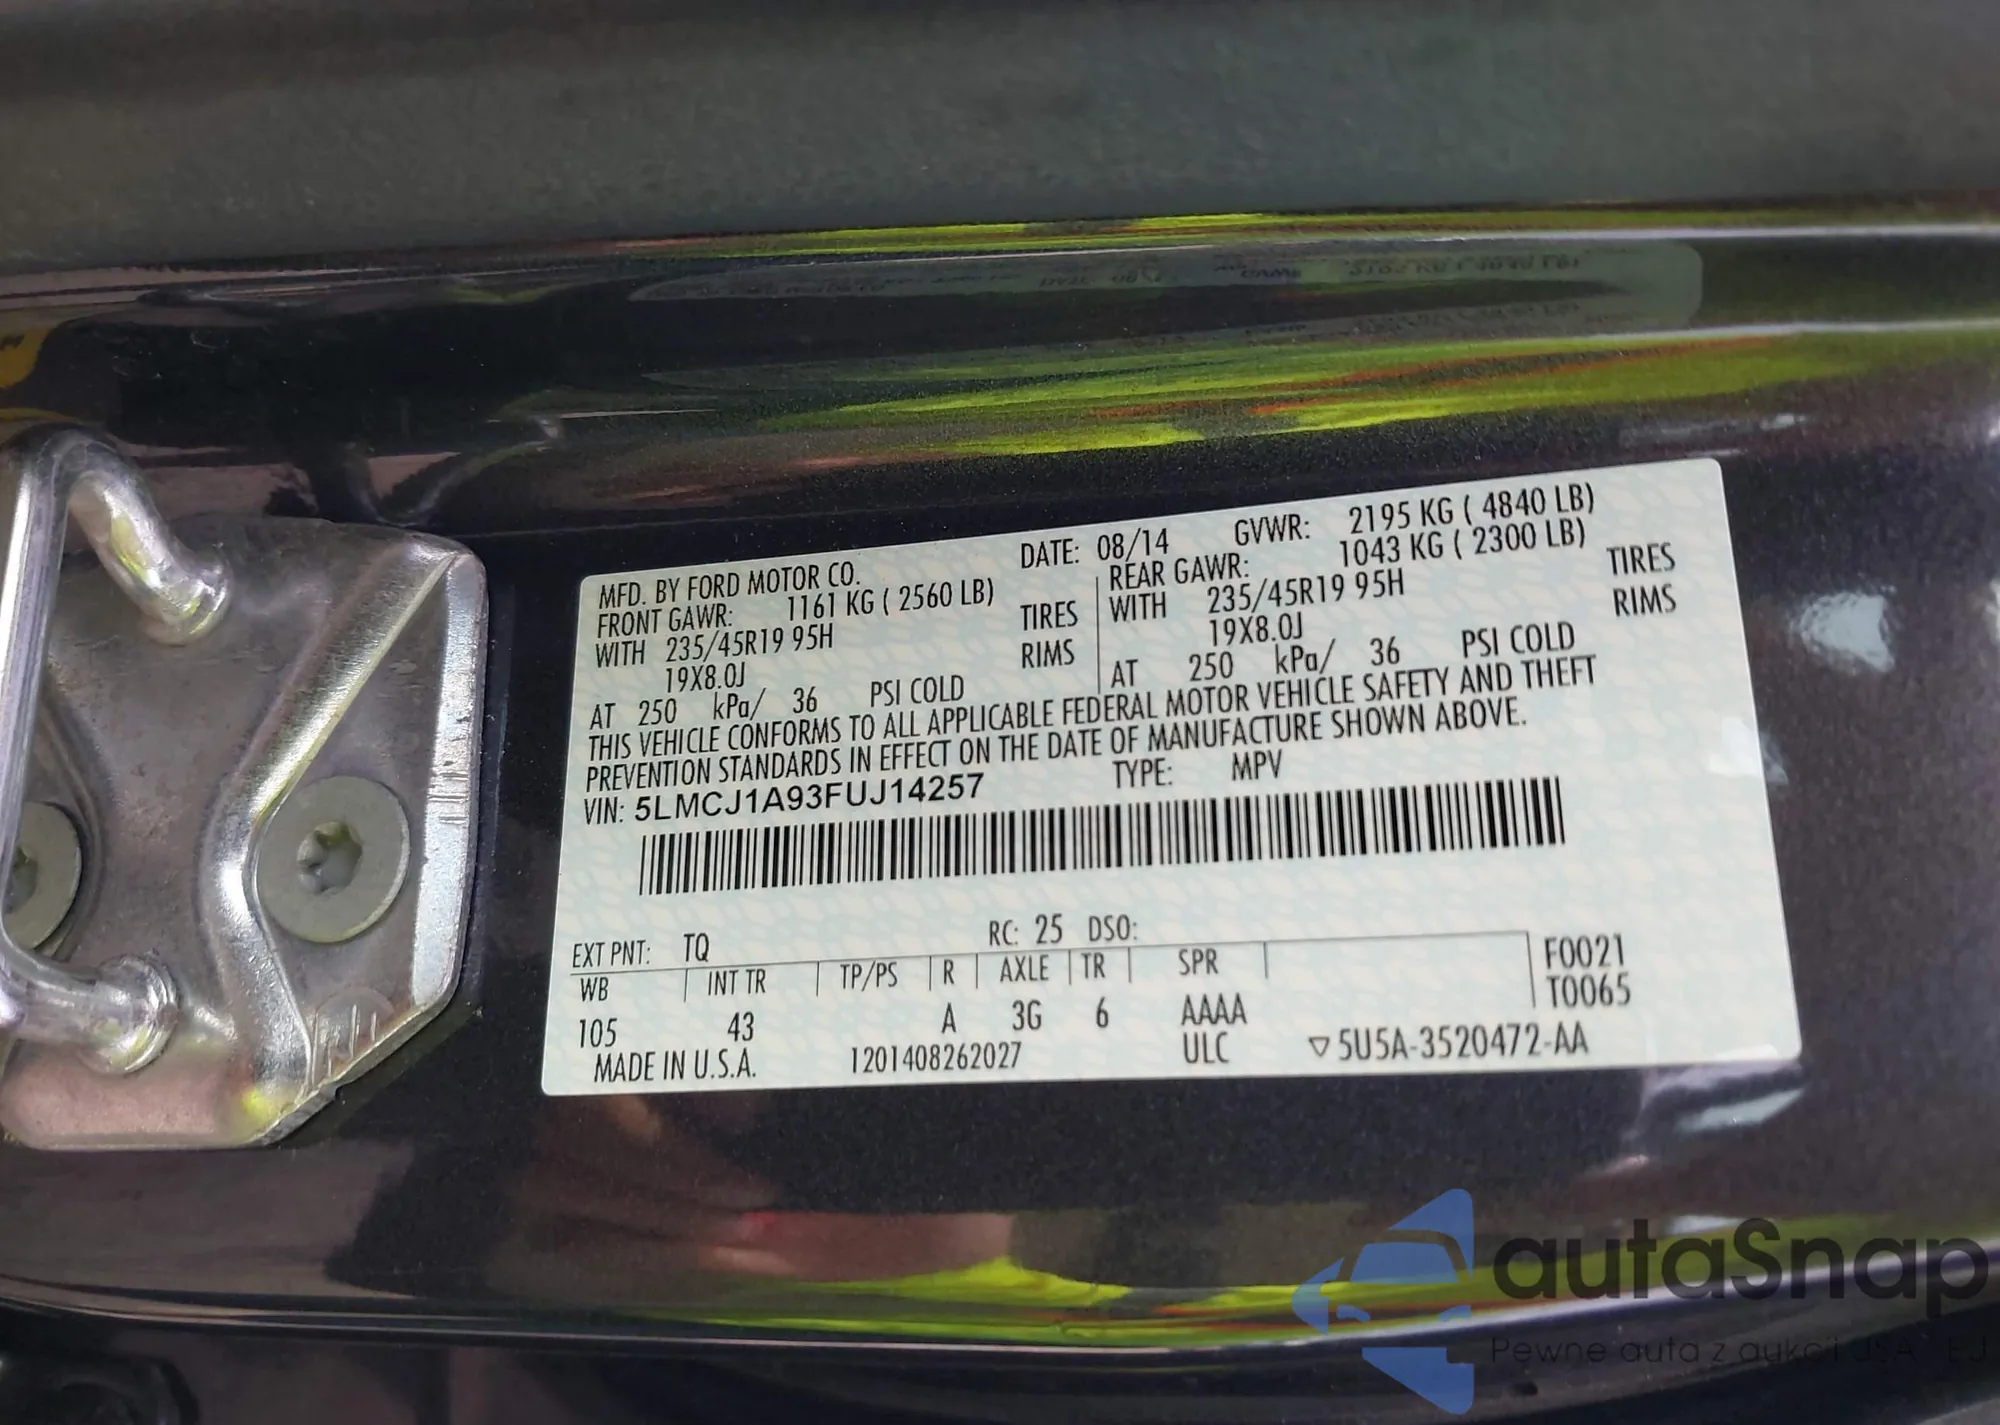 MFD. BY FORD MOTOR CO. DATE: 08/14 GVWR: 2195 KG ( 4840 LB)
FRONT GAWR: 1161 KG ( 2560 LB) REAR GAWR: 1043 KG ( 2300 LB)
WITH 235/45R19 95H TIRES WITH 235/45R19 95H TIRES
19X8.0J RIMS 19X8.0J RIMS
AT 250 kPa/ 36 PSI COLD AT 250 kPa/ 36 PSI COLD
THIS VEHICLE CONFORMS TO ALL APPLICABLE FEDERAL MOTOR VEHICLE SAFETY AND THEFT
PREVENTION STANDARDS IN EFFECT ON THE DATE OF MANUFACTURE SHOWN ABOVE.
VIN: 5LMCJ1A93FUJ14257 TYPE: MPV
EXT PNT: TQ RC: 25 DSO:
WB INT TR TP/PS R AXLE TR SPR F0021
T0065
105 43 A 3G 6 AAAA
MADE IN U.S.A. 1201408262027 ULC ▽5U5A-3520472-AA
autaSnap
Pewne auta z aukcji